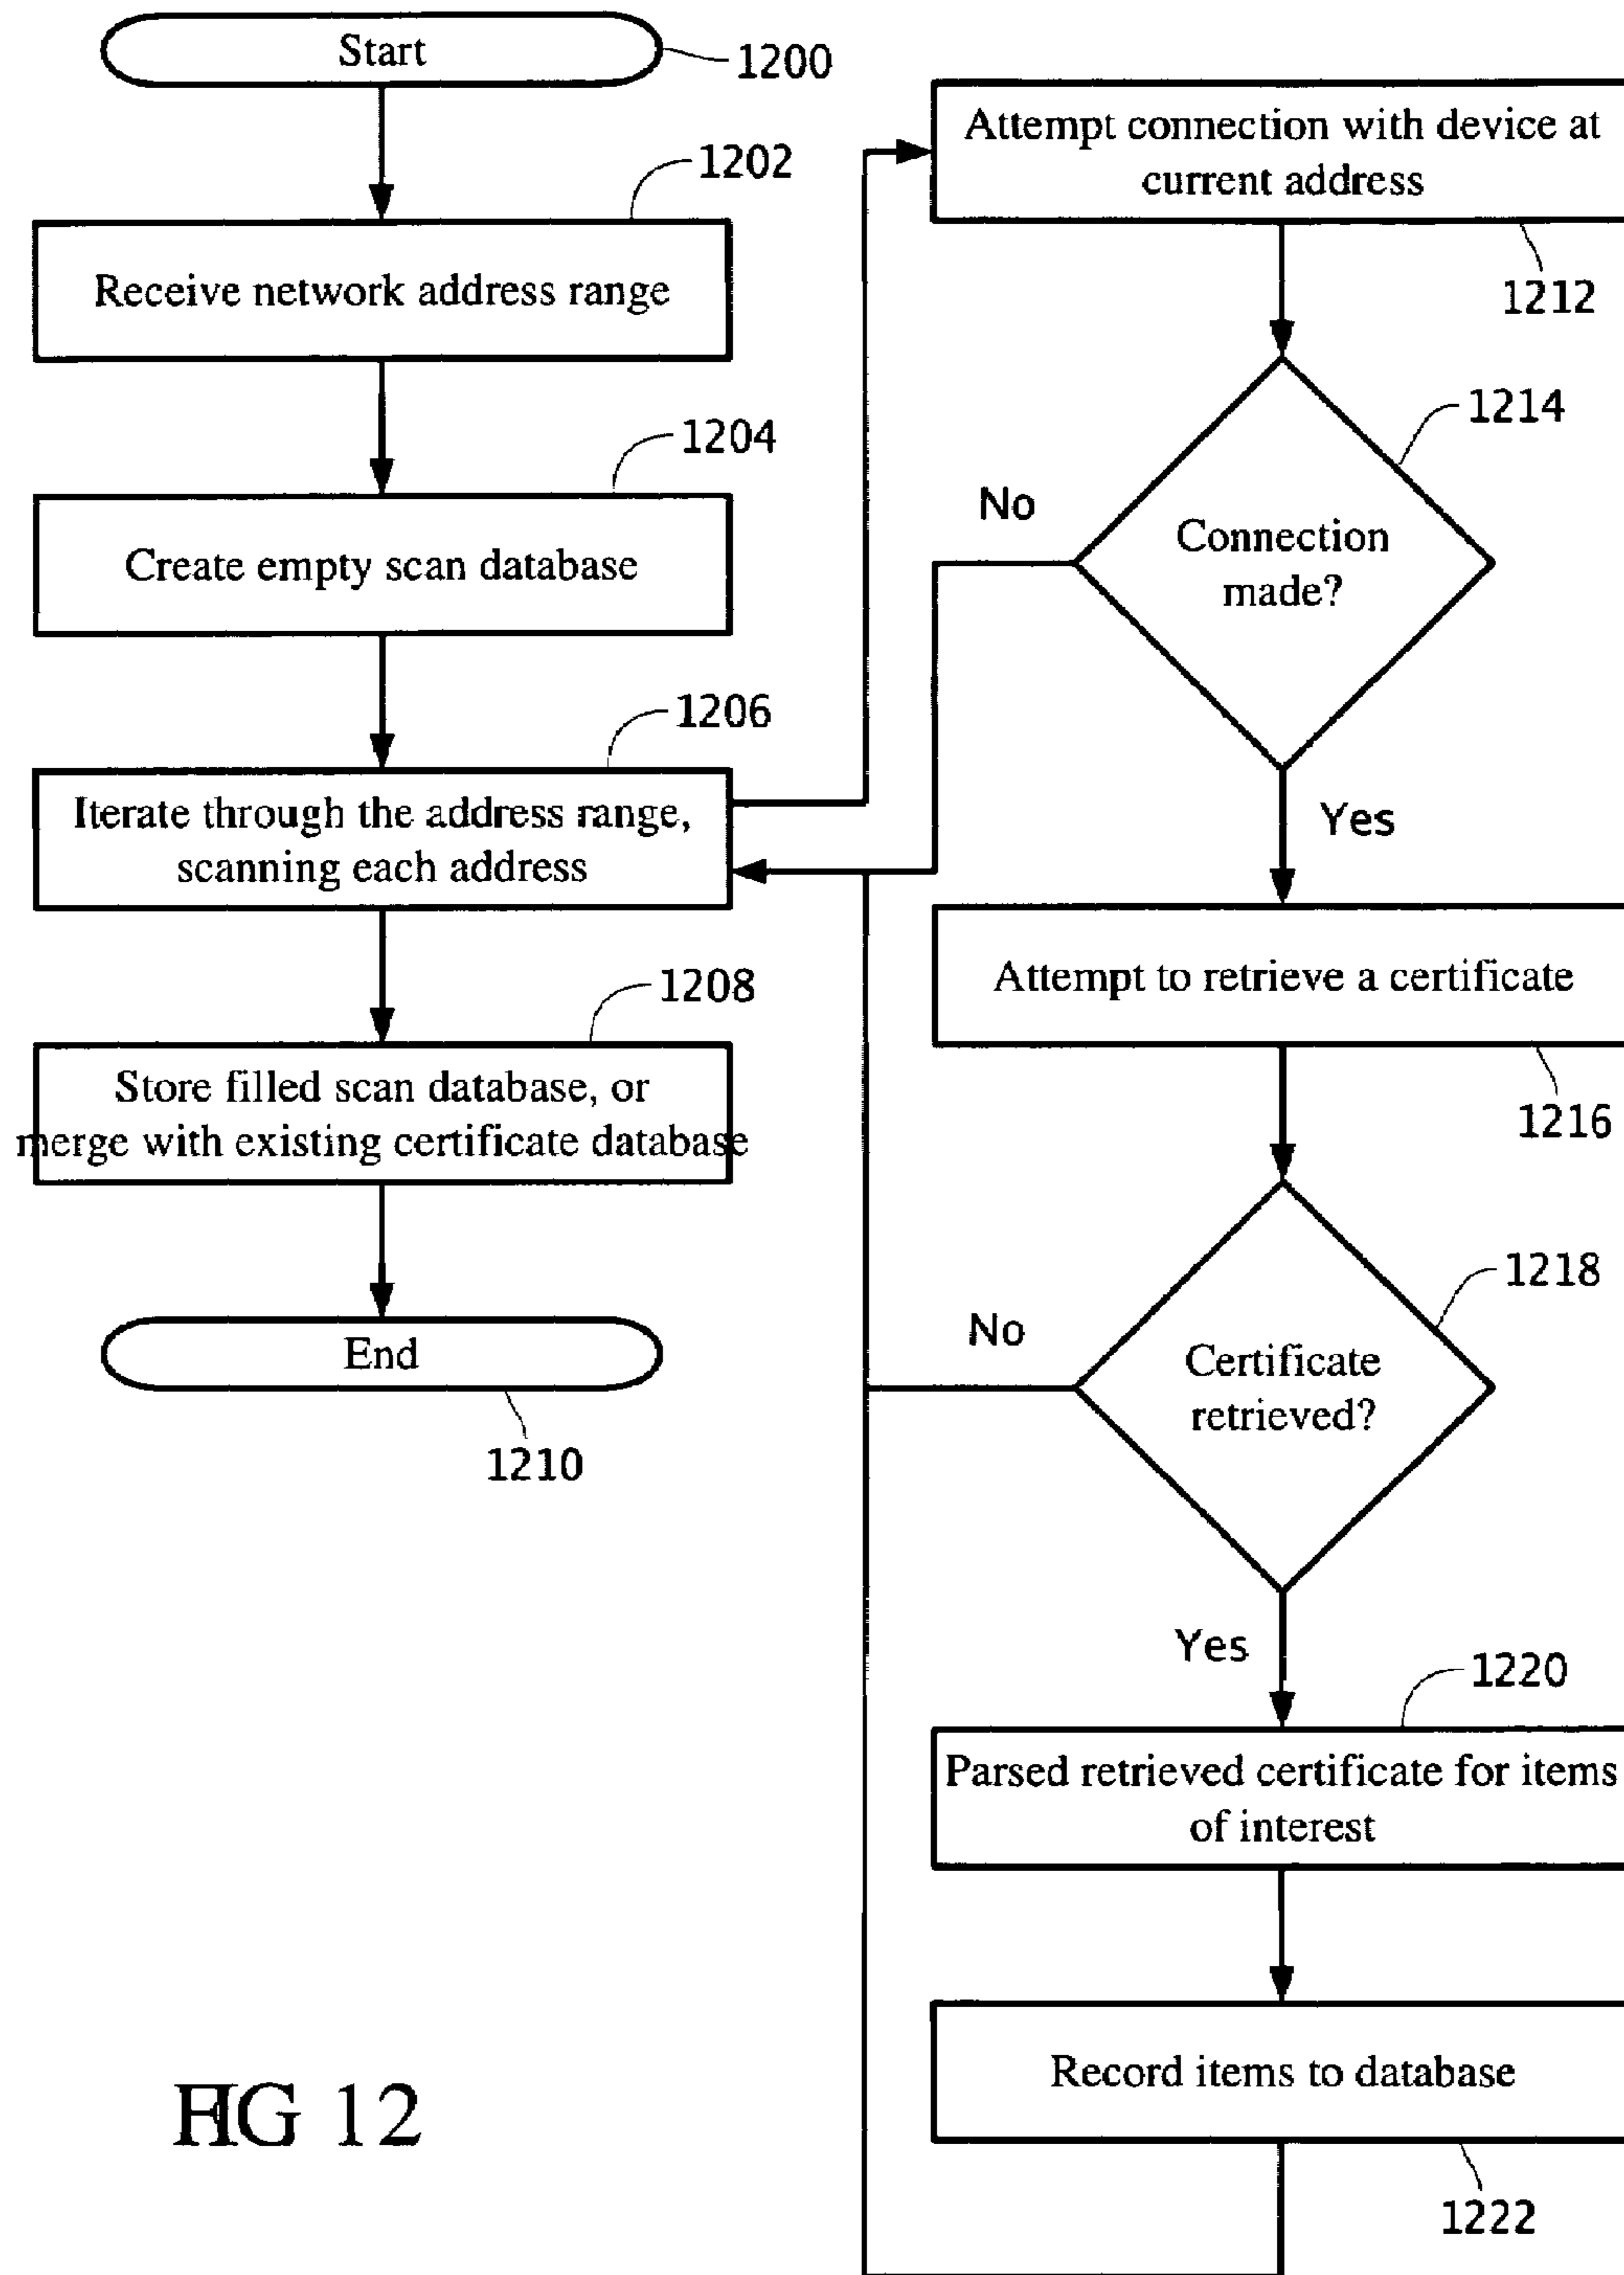 Start
1200
1202
Receive network address range
1204
Create empty scan database
1206
Iterate through the address range,
scanning each address
1208
Store filled scan database, or
merge with existing certificate database
End
1210
Attempt connection with device at
current address
1212
1214
Connection
made?
No
Yes
Attempt to retrieve a certificate
1216
1218
Certificate
retrieved?
No
Yes
1220
Parsed retrieved certificate for items
of interest
Record items to database
1222
FIG 12